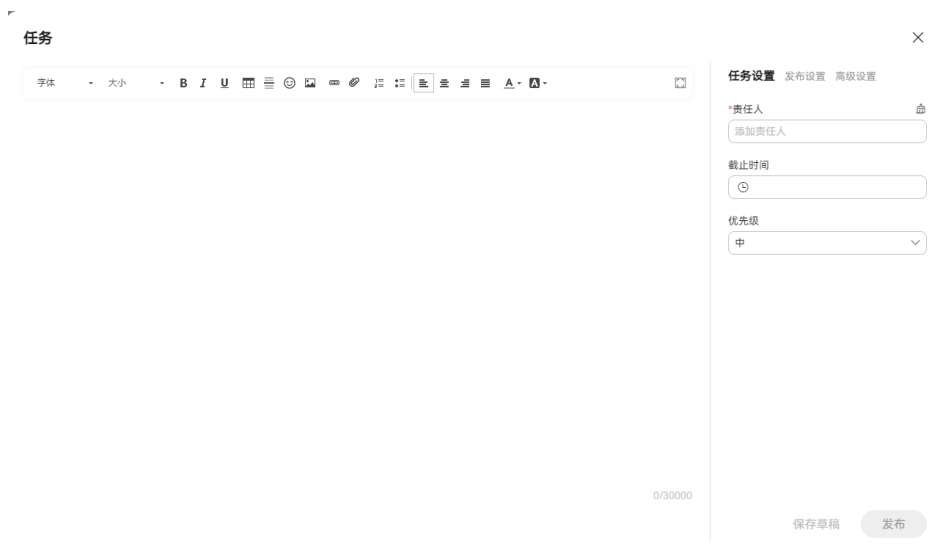 任务
字体 大小 B I U A A
0/30000
任务设置 发布设置 高级设置
*责任人
添加责任人
截止时间
优先级
中
保存草稿 发布